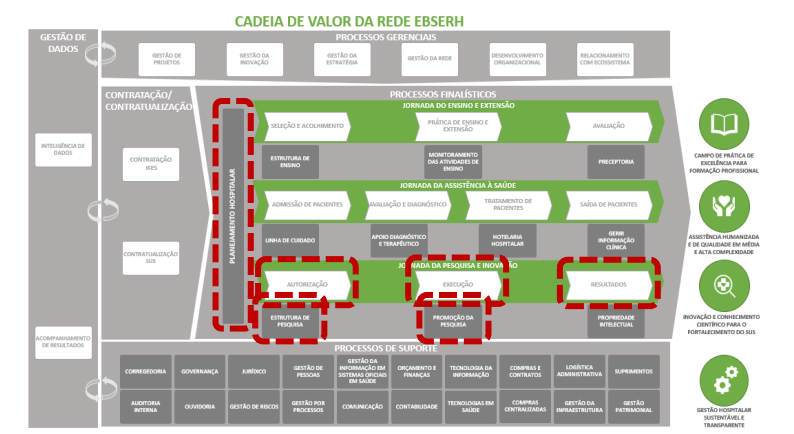 CADEIA DE VALOR DA REDE EBSERH
GESTÃO DE
DADOS
INTELIGÊNCIA DE
DADOS
ACOMPANHAMENTO
DE RESULTADOS
PROCESSOS GERENCIAIS
GESTÃO DE
PROJETOS
GESTÃO DA
INOVAÇÃO
GESTÃO DA
ESTRATÉGIA
GESTÃO DA REDE
DESENVOLVIMENTO
ORGANIZACIONAL
RELACIONAMENTO
COM ECOSSISTEMA
CONTRATAÇÃO/
CONTRATUALIZAÇÃO
CONTRATAÇÃO
IFES
CONTRATUALIZAÇÃO
SUS
PROCESSOS FINALÍSTICOS
PLANEJAMENTO HOSPITALAR
JORNADA DO ENSINO E EXTENSÃO
SELEÇÃO E ACOLHIMENTO
PRÁTICA DE ENSINO E
EXTENSÃO
AVALIAÇÃO
ESTRUTURA DE
ENSINO
MONITORAMENTO
DAS ATIVIDADES DE
ENSINO
PRECEPTORIA
JORNADA DA ASSISTÊNCIA À SAÚDE
ADMISSÃO DE PACIENTES
AVALIAÇÃO E DIAGNÓSTICO
TRATAMENTO DE
PACIENTES
SAÍDA DE PACIENTES
LINHA DE CUIDADO
APOIO DIAGNÓSTICO
E TERAPÊUTICO
HOTELARIA
HOSPITALAR
GERIR
INFORMAÇÃO
CLÍNICA
JORNADA DA PESQUISA E INOVAÇÃO
AUTORIZAÇÃO
EXECUÇÃO
RESULTADOS
ESTRUTURA DE
PESQUISA
PROMOÇÃO DA
PESQUISA
PROPRIEDADE
INTELECTUAL
PROCESSOS DE SUPORTE
CORREGEDORIA
GOVERNANÇA
JURÍDICO
GESTÃO DE
PESSOAS
GESTÃO DA
INFORMAÇÃO EM
SISTEMAS OFICIAIS
EM SAÚDE
ORÇAMENTO E
FINANÇAS
TECNOLOGIA DA
INFORMAÇÃO
COMPRAS E
CONTRATOS
LOGÍSTICA
ADMINISTRATIVA
SUPRIMENTOS
AUDITORIA
INTERNA
OUVIDORIA
GESTÃO DE RISCOS
GESTÃO POR
PROCESSOS
COMUNICAÇÃO
CONTABILIDADE
TECNOLOGIAS EM
SAÚDE
COMPRAS
CENTRALIZADAS
GESTÃO DA
INFRAESTRUTURA
GESTÃO
PATRIMONIAL
CAMPO DE PRÁTICA DE
EXCELÊNCIA PARA
FORMAÇÃO PROFISSIONAL
ASSISTÊNCIA HUMANIZADA
E DE QUALIDADE EM MÉDIA
E ALTA COMPLEXIDADE
INOVAÇÃO E CONHECIMENTO
CIENTÍFICO PARA O
FORTALECIMENTO DO SUS
GESTÃO HOSPITALAR
SUSTENTÁVEL E
TRANSPARENTE